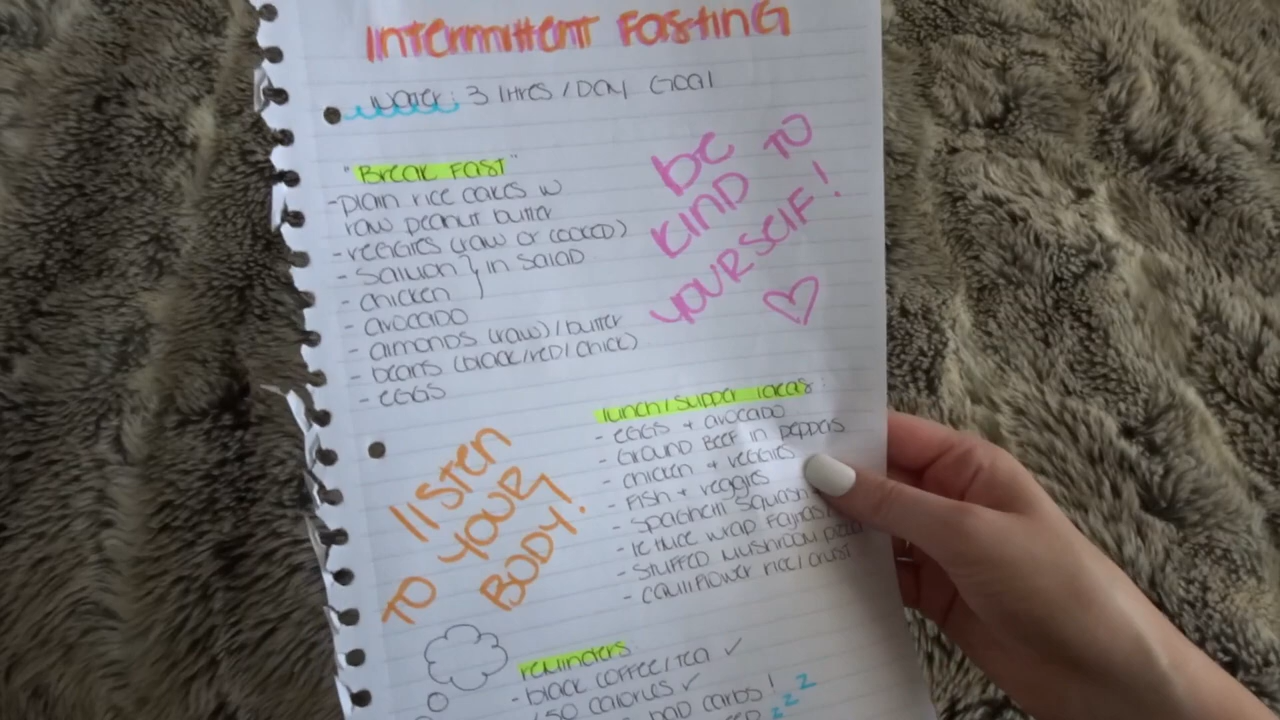 Intermittent Fasting
Water: 3 litres / Day Goal
"Break Fast"
- plain rice cakes w
raw peanut butter
- veggies (raw or cooked)
- salmon } in salad
- chicken
- avocado
- almonds (raw) / butter
- beans (black/red/chick)
- eggs
BE
KIND TO
YOURSELF!
lunch / supper ideas:
- eggs + avocado
- Ground Beef in peppers
- chicken + veggies
- Fish + veggies
- spaghetti squash
- lettuce wrap fajitas
- stuffed mushroom pizza
- cauliflower rice / crust
listen
TO YOUR
BODY!
reminders
- black coffee/tea ✓
50 calories ✓
bad carbs!
z z z